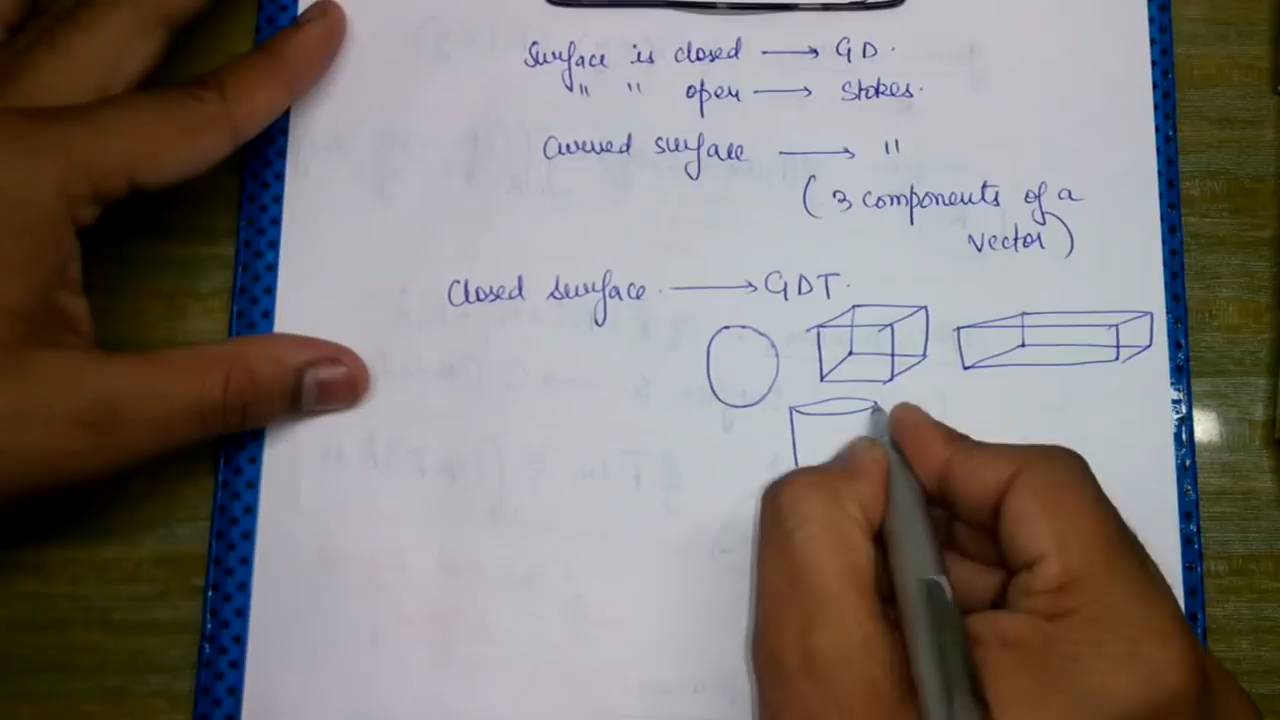 Surface is closed → GD.
" " open → Stokes.
Curved surface → "
( 3 components of a
vector )
Closed surface. → GDT.